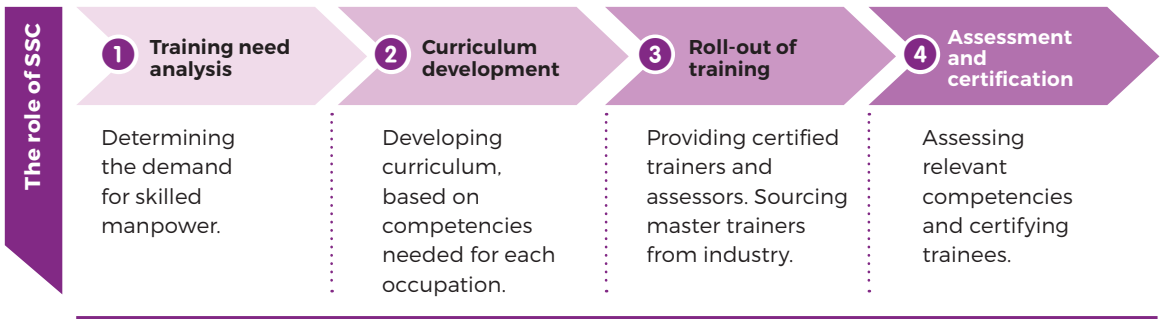 The role of SSC
1
Training need
analysis
Determining
the demand
for skilled
manpower.
2
Curriculum
development
Developing
curriculum,
based on
competencies
needed for each
occupation.
3
Roll-out of
training
Providing certified
trainers and
assessors. Sourcing
master trainers
from industry.
4
Assessment
and
certification
Assessing
relevant
competencies
and certifying
trainees.